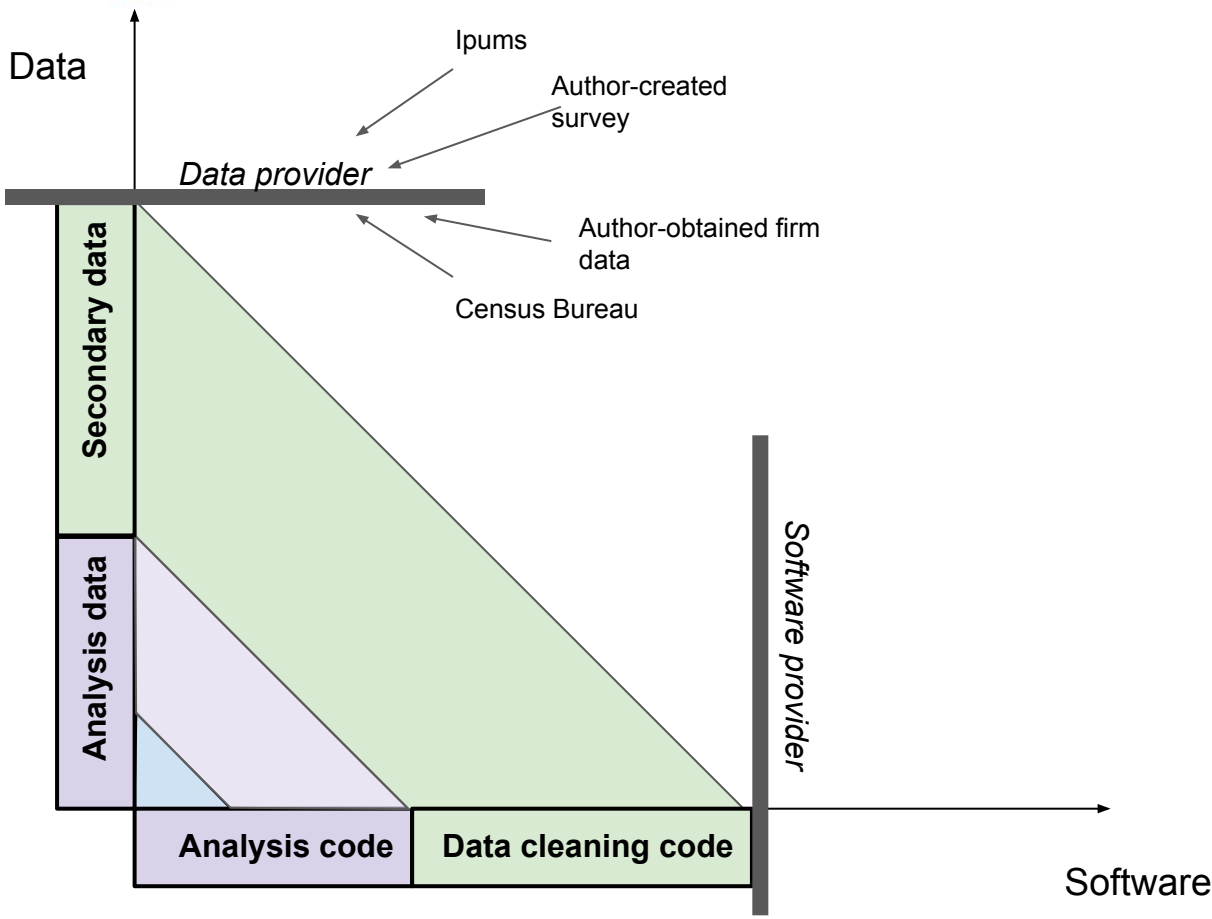 Data
Ipums
Author-created
survey
Data provider
Author-obtained firm
data
Census Bureau
Secondary data
Analysis data
Software provider
Analysis code
Data cleaning code
Software